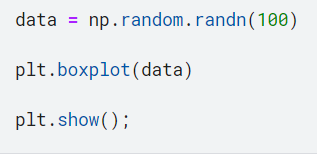 data = np.random.randn(100)
plt.boxplot(data)
plt.show();